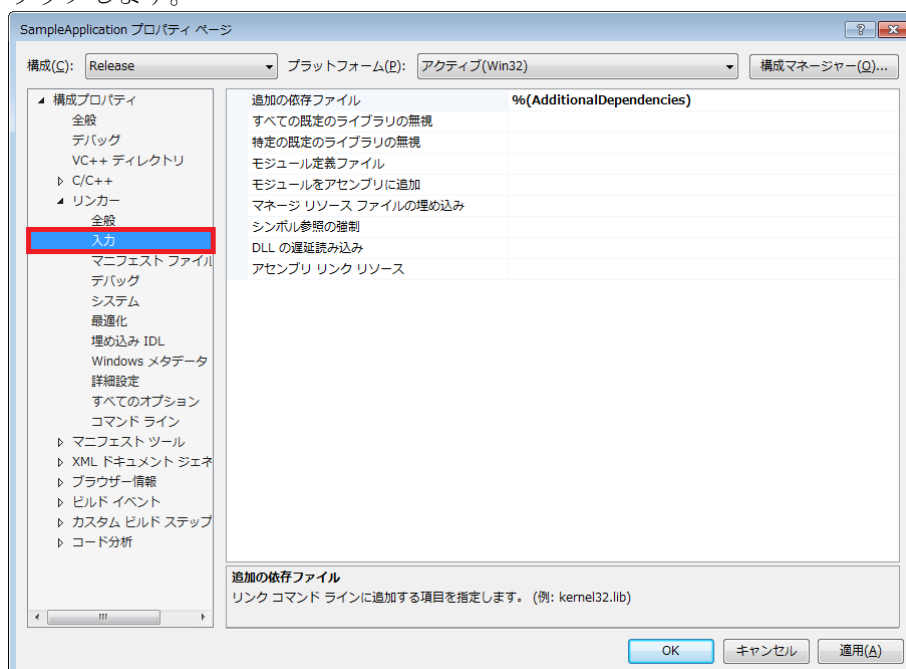 クリックします。
SampleApplication プロパティ ページ
構成(C): Release プラットフォーム(P): アクティブ(Win32) 構成マネージャー(O)...
構成プロパティ
全般
デバッグ
VC++ ディレクトリ
C/C++
リンカー
全般
入力
マニフェスト ファイル
デバッグ
システム
最適化
埋め込み IDL
Windows メタデータ
詳細設定
すべてのオプション
コマンド ライン
マニフェスト ツール
XML ドキュメント ジェネ
ブラウザー情報
ビルド イベント
カスタム ビルド ステップ
コード分析
追加の依存ファイル %(AdditionalDependencies)
すべての既定のライブラリの無視
特定の既定のライブラリの無視
モジュール定義ファイル
モジュールをアセンブリに追加
マネージ リソース ファイルの埋め込み
シンボル参照の強制
DLL の遅延読み込み
アセンブリ リンク リソース
追加の依存ファイル
リンク コマンド ラインに追加する項目を指定します。 (例: kernel32.lib)
OK キャンセル 適用(A)